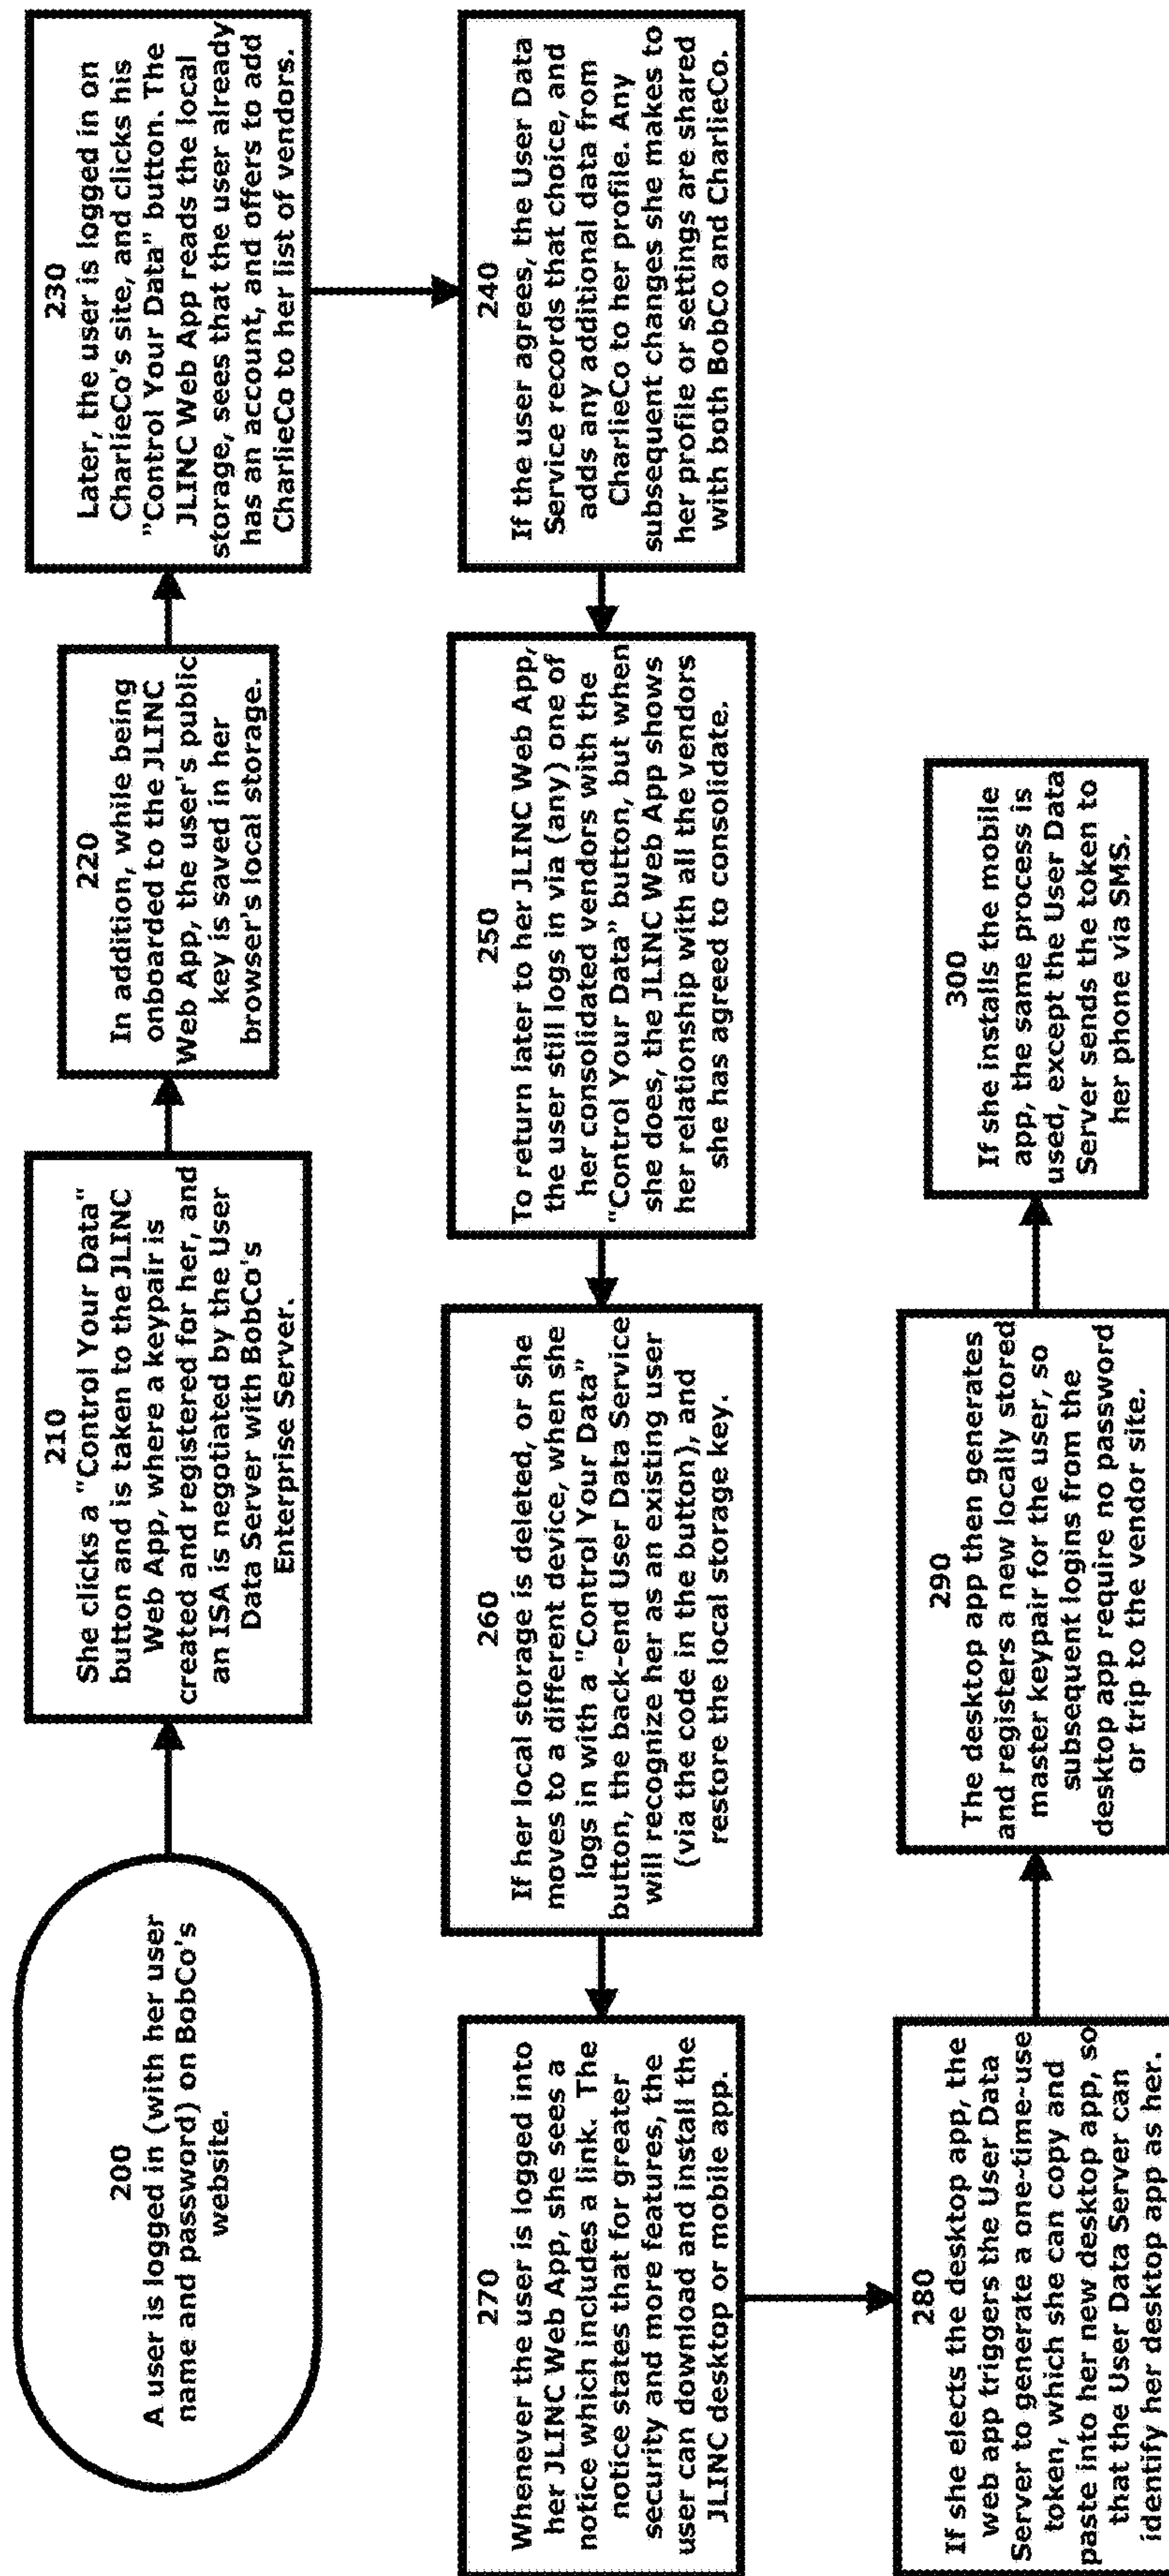 200
A user is logged in (with her user
name and password) on BobCo's
website.
210
She clicks a "Control Your Data"
button and is taken to the JLINC
Web App, where a keypair is
created and registered for her, and
an ISA is negotiated by the User
Data Server with BobCo's
Enterprise Server.
220
In addition, while being
onboarded to the JLINC
Web App, the user's public
key is saved in her
browser's local storage.
230
Later, the user is logged in on
CharlieCo's site, and clicks his
"Control Your Data" button. The
JLINC Web App reads the local
storage, sees that the user already
has an account, and offers to add
CharlieCo to her list of vendors.
240
If the user agrees, the User Data
Service records that choice, and
adds any additional data from
CharlieCo to her profile. Any
subsequent changes she makes to
her profile or settings are shared
with both BobCo and CharlieCo.
250
To return later to her JLINC Web App,
the user still logs in via (any) one of
her consolidated vendors with the
"Control Your Data" button, but when
she does, the JLINC Web App shows
her relationship with all the vendors
she has agreed to consolidate.
260
If her local storage is deleted, or she
moves to a different device, when she
logs in with a "Control Your Data"
button, the back-end User Data Service
will recognize her as an existing user
(via the code in the button), and
restore the local storage key.
270
Whenever the user is logged into
her JLINC Web App, she sees a
notice which includes a link. The
notice states that for greater
security and more features, the
user can download and install the
JLINC desktop or mobile app.
280
If she elects the desktop app, the
web app triggers the User Data
Server to generate a one-time-use
token, which she can copy and
paste into her new desktop app, so
that the User Data Server can
identify her desktop app as her.
290
The desktop app then generates
and registers a new locally stored
master keypair for the user, so
subsequent logins from the
desktop app require no password
or trip to the vendor site.
300
If she installs the mobile
app, the same process is
used, except the User Data
Server sends the token to
her phone via SMS.